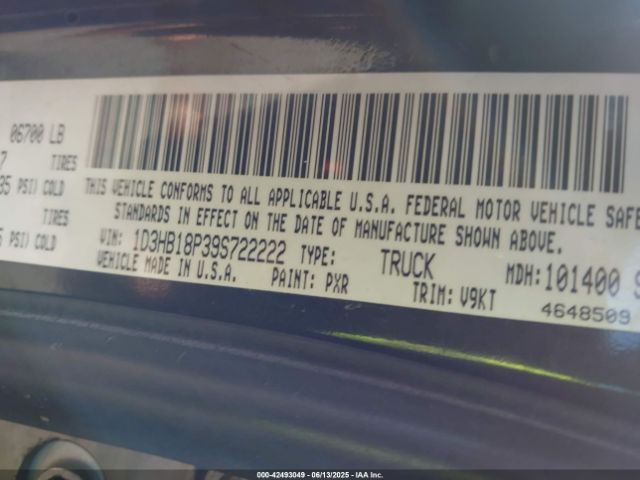 06700 LB
7 TIRES
35 PSI) COLD
TIRES
PSI) COLD
THIS VEHICLE CONFORMS TO ALL APPLICABLE U.S.A. FEDERAL MOTOR VEHICLE SAFE
STANDARDS IN EFFECT ON THE DATE OF MANUFACTURE SHOWN ABOVE.
VIN: 1D3HB18P39S722222 TYPE: TRUCK MDH: 101400 S
VEHICLE MADE IN U.S.A. PAINT: PXR TRIM: V9KT
4648509
000-42493049 - 06/13/2025 - IAA Inc.